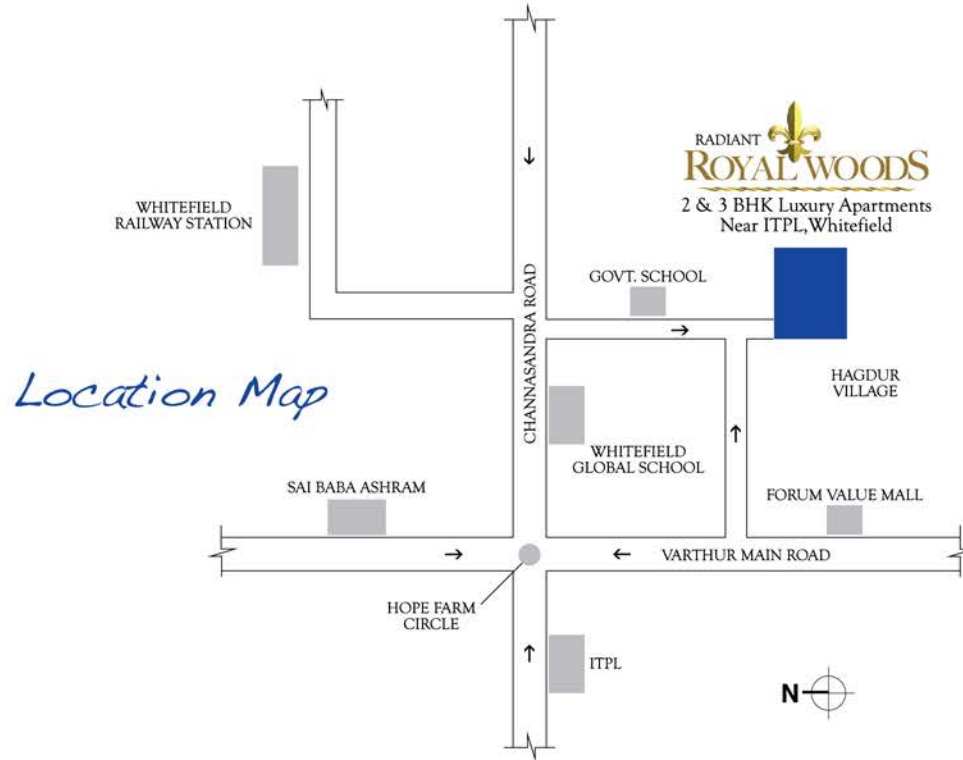 RADIANT
ROYAL WOODS
2 & 3 BHK Luxury Apartments
Near ITPL,Whitefield
WHITEFIELD
RAILWAY STATION
GOVT. SCHOOL
CHANNASANDRA ROAD
HAGDUR
VILLAGE
Location Map
WHITEFIELD
GLOBAL SCHOOL
SAI BABA ASHRAM
FORUM VALUE MALL
VARTHUR MAIN ROAD
HOPE FARM
CIRCLE
ITPL
N